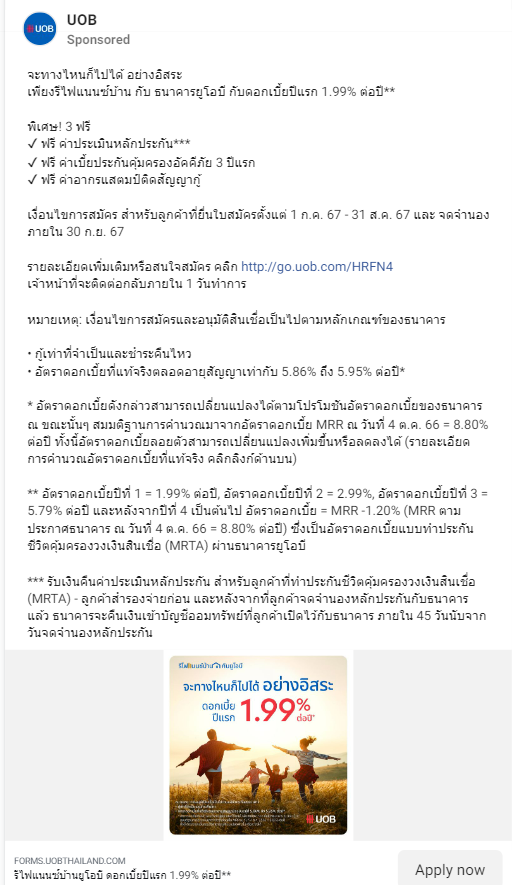 UOB
UOB
Sponsored
จะทางไหนก็ไปได้ อย่างอิสระ
เพียงรีไฟแนนซ์บ้าน กับ ธนาคารยูโอบี กับดอกเบี้ยปีแรก 1.99% ต่อปี**
พิเศษ! 3 ฟรี
✓ ฟรี ค่าประเมินหลักประกัน***
✓ ฟรี ค่าเบี้ยประกันคุ้มครองอัคคีภัย 3 ปีแรก
✓ ฟรี ค่าอากรแสตมป์ติดสัญญากู้
เงื่อนไขการสมัคร สำหรับลูกค้าที่ยื่นใบสมัครตั้งแต่ 1 ก.ค. 67 - 31 ส.ค. 67 และ จดจำนอง
ภายใน 30 ก.ย. 67
รายละเอียดเพิ่มเติมหรือสนใจสมัคร คลิก http://go.uob.com/HRFN4
เจ้าหน้าที่จะติดต่อกลับภายใน 1 วันทำการ
หมายเหตุ: เงื่อนไขการสมัครและอนุมัติสินเชื่อเป็นไปตามหลักเกณฑ์ของธนาคาร
• กู้เท่าที่จำเป็นและชำระคืนไหว
• อัตราดอกเบี้ยที่แท้จริงตลอดอายุสัญญาเท่ากับ 5.86% ถึง 5.95% ต่อปี*
* อัตราดอกเบี้ยดังกล่าวสามารถเปลี่ยนแปลงได้ตามโปรโมชันอัตราดอกเบี้ยของธนาคาร
ณ ขณะนั้นๆ สมมติฐานการคำนวณมาจากอัตราดอกเบี้ย MRR ณ วันที่ 4 ต.ค. 66 = 8.80%
ต่อปี ทั้งนี้อัตราดอกเบี้ยลอยตัวสามารถเปลี่ยนแปลงเพิ่มขึ้นหรือลดลงได้ (รายละเอียด
การคำนวณอัตราดอกเบี้ยที่แท้จริง คลิกลิงก์ด้านบน)
** อัตราดอกเบี้ยปีที่ 1 = 1.99% ต่อปี, อัตราดอกเบี้ยปีที่ 2 = 2.99%, อัตราดอกเบี้ยปีที่ 3 =
5.79% ต่อปี และหลังจากปีที่ 4 เป็นต้นไป อัตราดอกเบี้ย = MRR -1.20% (MRR ตาม
ประกาศธนาคาร ณ วันที่ 4 ต.ค. 66 = 8.80% ต่อปี) ซึ่งเป็นอัตราดอกเบี้ยแบบทำประกัน
ชีวิตคุ้มครองวงเงินสินเชื่อ (MRTA) ผ่านธนาคารยูโอบี
*** รับเงินคืนค่าประเมินหลักประกัน สำหรับลูกค้าที่ทำประกันชีวิตคุ้มครองวงเงินสินเชื่อ
(MRTA) - ลูกค้าสำรองจ่ายก่อน และหลังจากที่ลูกค้าจดจำนองหลักประกันกับธนาคาร
แล้ว ธนาคารจะคืนเงินเข้าบัญชีออมทรัพย์ที่ลูกค้าเปิดไว้กับธนาคาร ภายใน 45 วันนับจาก
วันจดจำนองหลักประกัน
รีไฟแนนซ์บ้านกับยูโอบี
จะทางไหนก็ไปได้ อย่างอิสระ
ดอกเบี้ย
ปีแรก 1.99% ต่อปี*
UOB
FORMS.UOBTHAILAND.COM
รีไฟแนนซ์บ้านยูโอบี ดอกเบี้ยปีแรก 1.99% ต่อปี**
Apply now